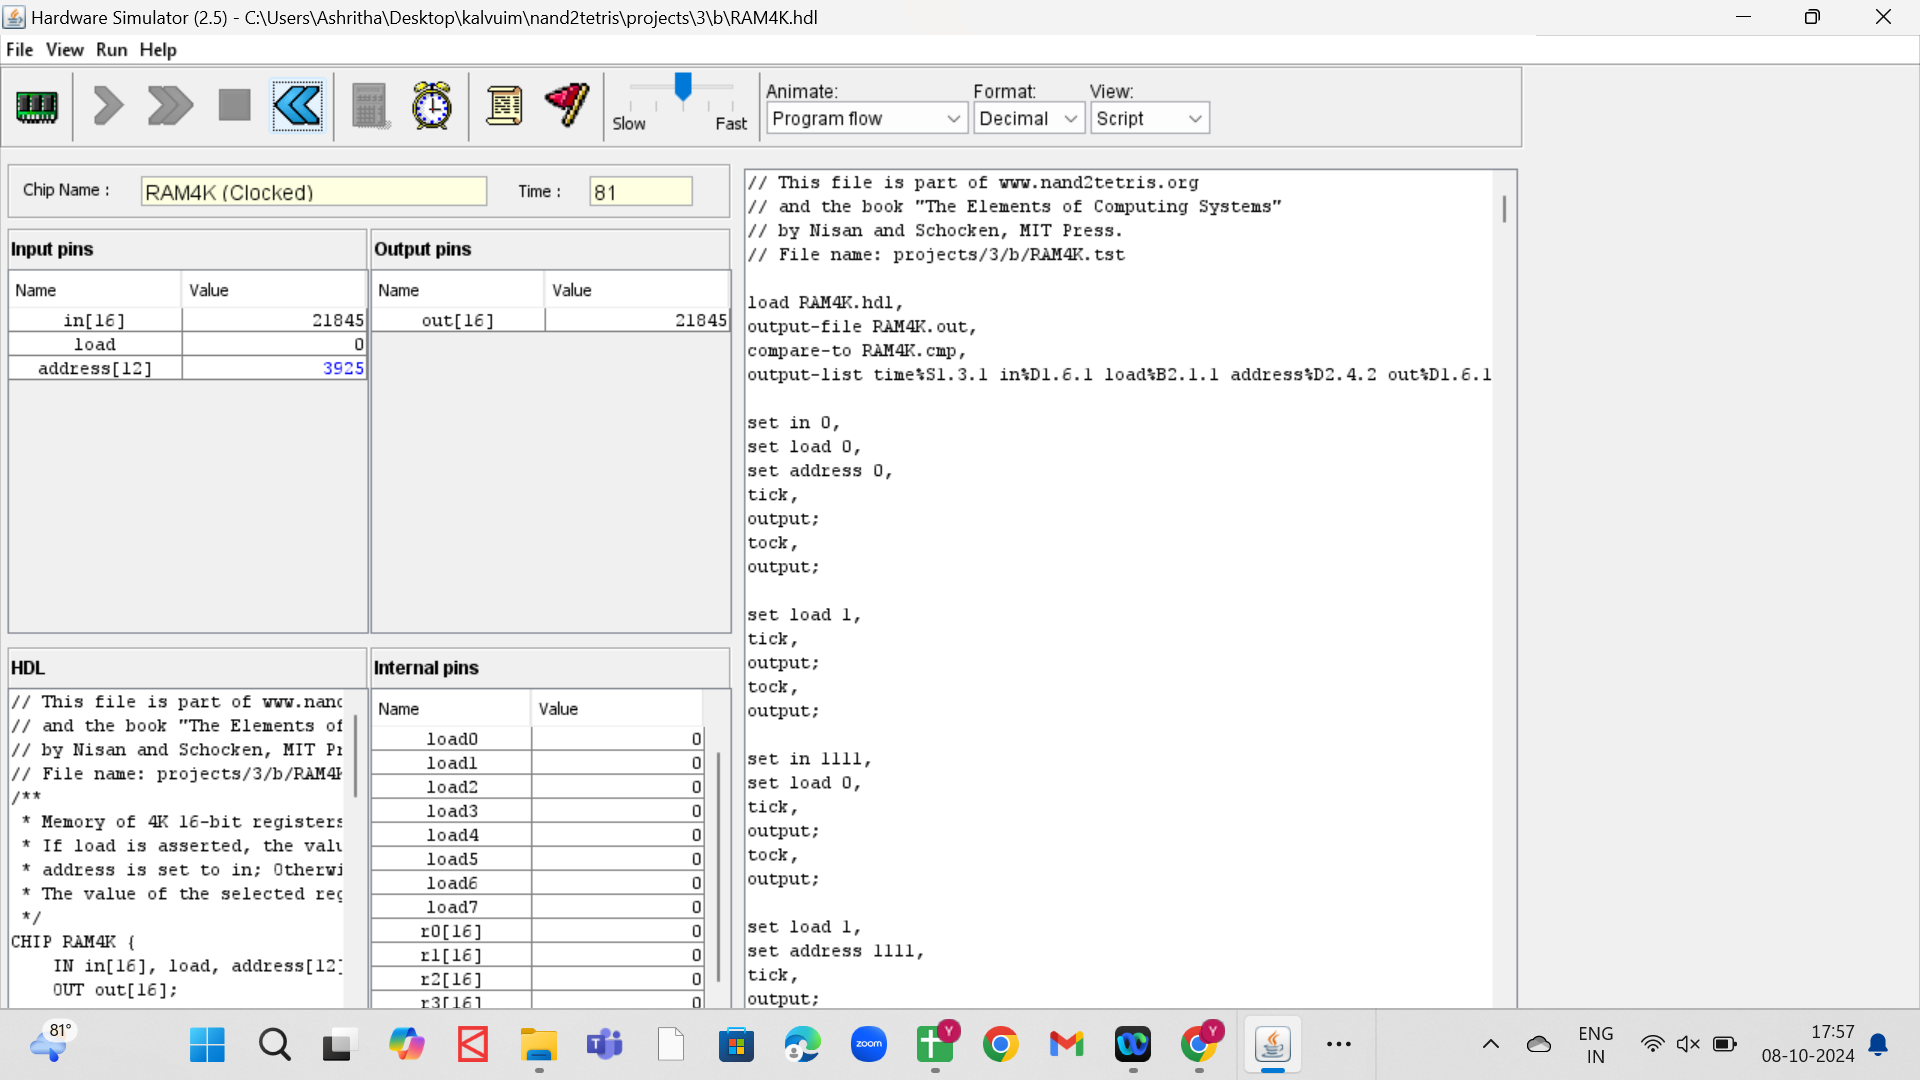 Hardware Simulator (2.5) - C:\Users\Ashritha\Desktop\kalvuim\nand2tetris\projects\3\b\RAM4K.hdl
File View Run Help
Slow Fast
Animate:
Program flow
Format:
Decimal
View:
Script
Chip Name :
RAM4K (Clocked)
Time :
81
Input pins
Name Value
in[16] 21845
load 0
address[12] 3925
Output pins
Name Value
out[16] 21845
HDL
// This file is part of www.nand
// and the book "The Elements of
// by Nisan and Schocken, MIT Pr
// File name: projects/3/b/RAM4K
/**
* Memory of 4K 16-bit registers
* If load is asserted, the valu
* address is set to in; Otherwi
* The value of the selected reg
*/
CHIP RAM4K {
IN in[16], load, address[12]
OUT out[16];
Internal pins
Name Value
load0 0
load1 0
load2 0
load3 0
load4 0
load5 0
load6 0
load7 0
r0[16] 0
r1[16] 0
r2[16] 0
r3[16] 0
// This file is part of www.nand2tetris.org
// and the book "The Elements of Computing Systems"
// by Nisan and Schocken, MIT Press.
// File name: projects/3/b/RAM4K.tst
load RAM4K.hdl,
output-file RAM4K.out,
compare-to RAM4K.cmp,
output-list time%S1.3.1 in%D1.6.1 load%B2.1.1 address%D2.4.2 out%D1.6.1
set in 0,
set load 0,
set address 0,
tick,
output;
tock,
output;
set load 1,
tick,
output;
tock,
output;
set in 1111,
set load 0,
tick,
output;
tock,
output;
set load 1,
set address 1111,
tick,
output;
81°
zoom
Y
Y
ENG
IN
17:57
08-10-2024